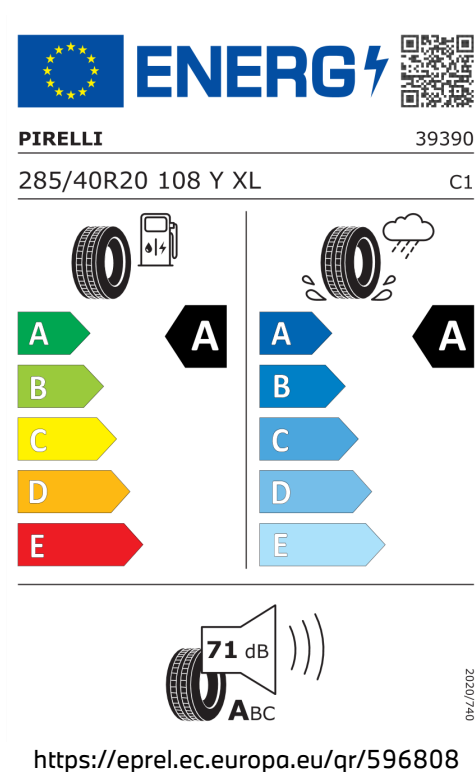 ENERG
PIRELLI 39390
285/40R20 108 Y XL C1
A A A A
B B
C C
D D
E E
71 dB
ABC
2020/740
https://eprel.ec.europa.eu/qr/596808